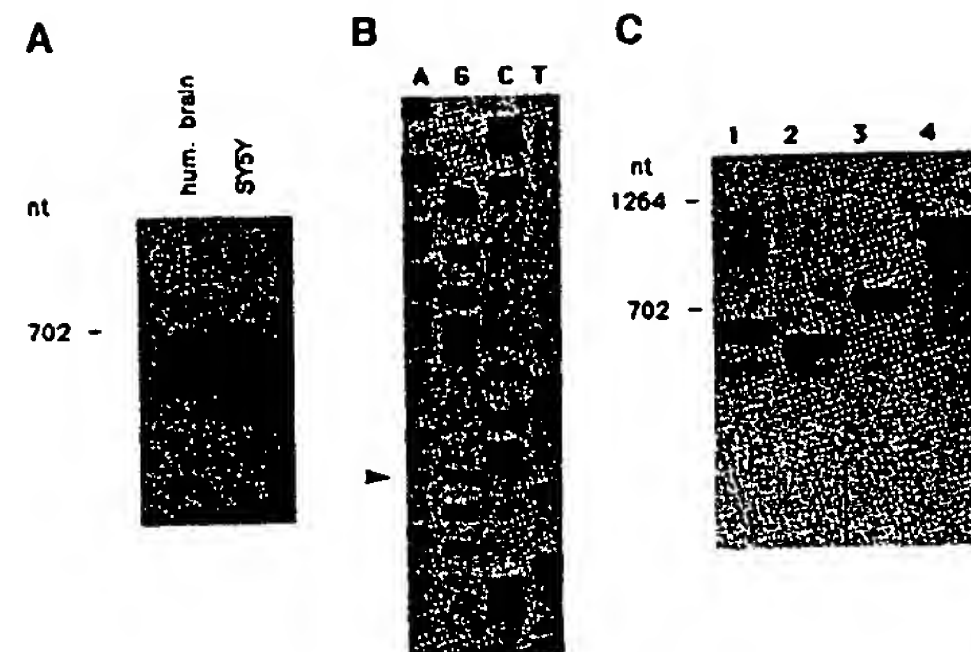 A
hum. brain
SY5Y
nt
702 -
B
A G C T
C
1 2 3 4
nt
1264 -
702 -